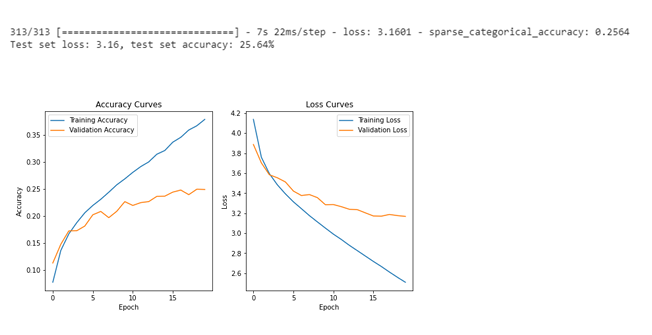 313/313 [==============================] - 7s 22ms/step - loss: 3.1601 - sparse_categorical_accuracy: 0.2564
Test set loss: 3.16, test set accuracy: 25.64%
Accuracy Curves
Training Accuracy
Validation Accuracy
0.35
0.30
0.25
0.20
0.15
0.10
Accuracy
0
5
10
15
Epoch
Loss Curves
Training Loss
Validation Loss
4.2
4.0
3.8
3.6
3.4
3.2
3.0
2.8
2.6
Loss
0
5
10
15
Epoch